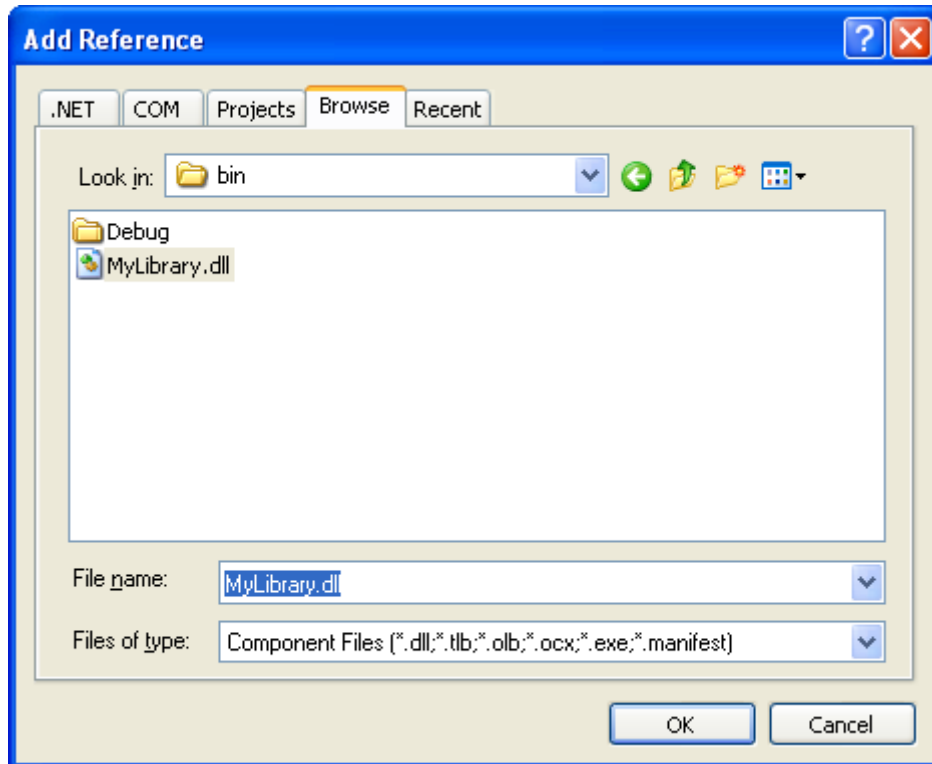 Add Reference
.NET COM Projects Browse Recent
Look in: bin
Debug
MyLibrary.dll
File name: MyLibrary.dll
Files of type: Component Files (*.dll;*.tlb;*.olb;*.ocx;*.exe;*.manifest)
OK Cancel